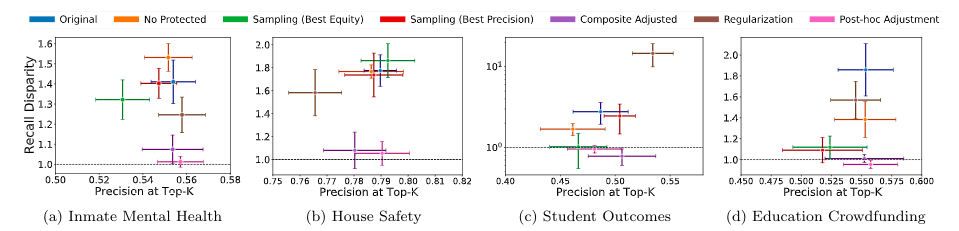 Original No Protected Sampling (Best Equity) Sampling (Best Precision) Composite Adjusted Regularization Post-hoc Adjustment
Recall Disparity
1.6
1.5
1.4
1.3
1.2
1.1
1.0
0.50 0.52 0.54 0.56 0.58
Precision at Top-K
(a) Inmate Mental Health
2.0
1.8
1.6
1.4
1.2
1.0
0.75 0.76 0.77 0.78 0.79 0.80 0.81 0.82
Precision at Top-K
(b) House Safety
10¹
10⁰
0.40 0.45 0.50 0.55
Precision at Top-K
(c) Student Outcomes
2.0
1.8
1.6
1.4
1.2
1.0
0.450 0.475 0.500 0.525 0.550 0.575 0.600
Precision at Top-K
(d) Education Crowdfunding